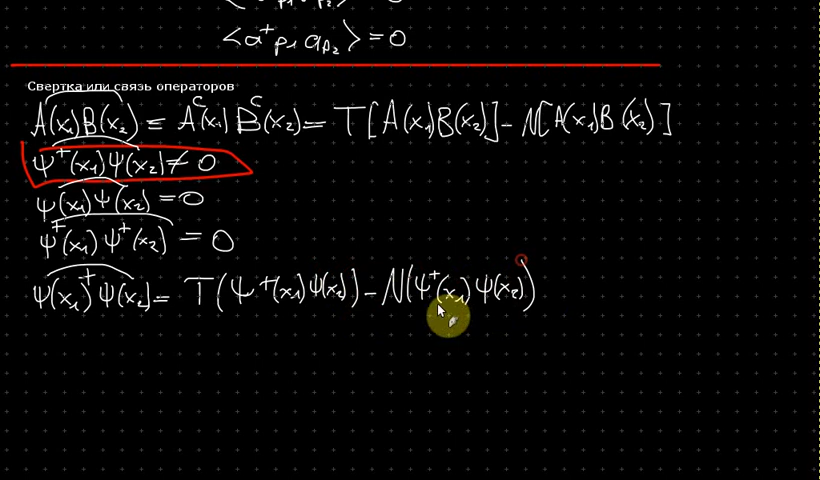 ⟨a⁺p₁ ap₂⟩ = 0
Свертка или связь операторов
A(x₁)B(x₂) ≡ Aᶜ(x₁) Bᶜ(x₂) = T[A(x₁)B(x₂)] - N[A(x₁)B(x₂)]
Ψ⁺(x₁)Ψ(x₂) ≠ 0
Ψ(x₁)Ψ(x₂) = 0
Ψ⁺(x₁) Ψ⁺(x₂) = 0
Ψ(x₁)⁺Ψ(x₂) = T(Ψ⁺(x₁)Ψ(x₂)) - N(Ψ⁺(x₁)Ψ(x₂))